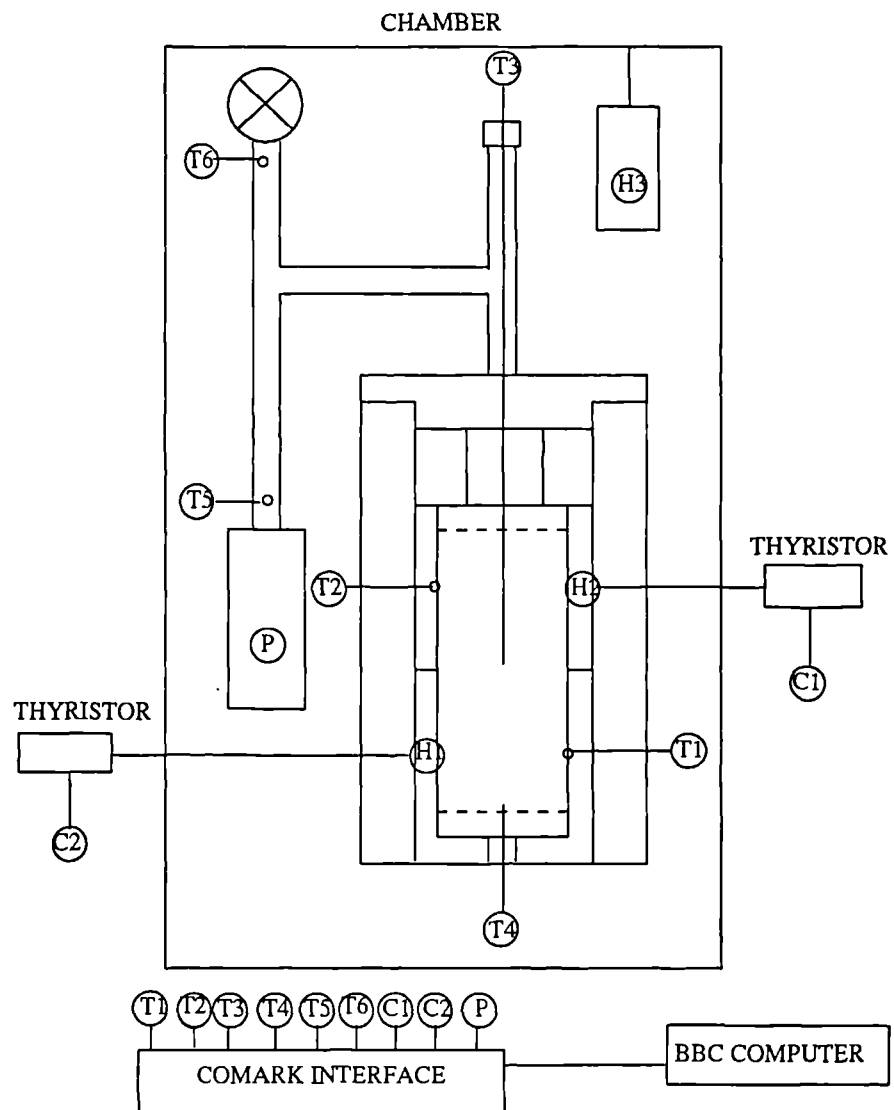 CHAMBER
T3
T6
H3
T5
THYRISTOR
T2
H2
P
C1
THYRISTOR
H1
T1
C2
T4
T1 T2 T3 T4 T5 T6 C1 C2 P
BBC COMPUTER
COMARK INTERFACE